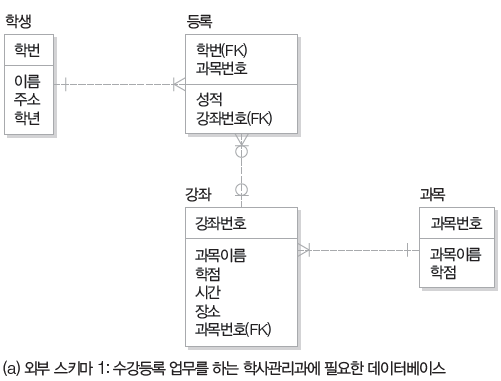 학생
학번
이름
주소
학년
등록
학번(FK)
과목번호
성적
강좌번호(FK)
강좌
강좌번호
과목이름
학점
시간
장소
과목번호(FK)
과목
과목번호
과목이름
학점
(a) 외부 스키마 1: 수강등록 업무를 하는 학사관리과에 필요한 데이터베이스